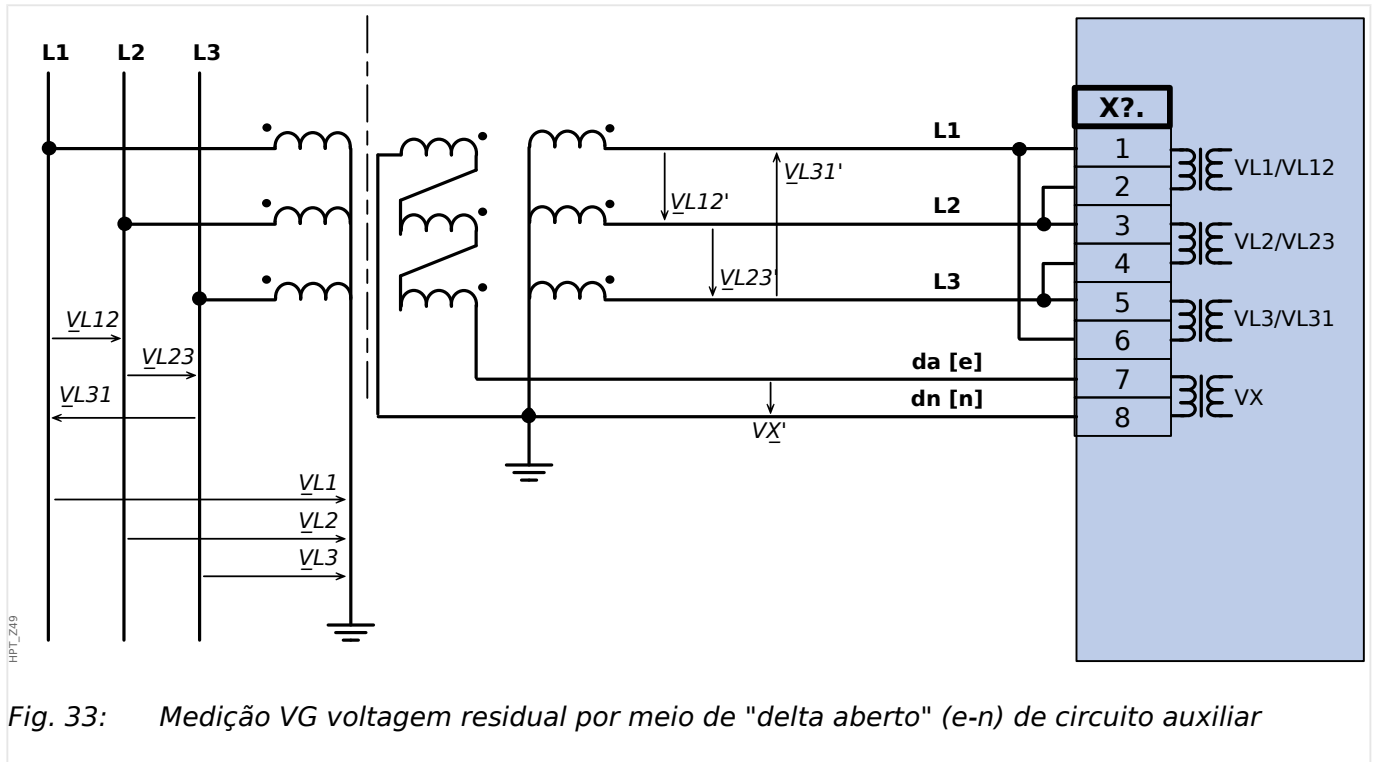 L1 L2 L3
X?.
1
2
3
4
5
6
7
8
VL1/VL12
VL2/VL23
VL3/VL31
VX
L1
L2
L3
da [e]
dn [n]
VL12'
VL23'
VL31'
VX'
VL12
VL23
VL31
VL1
VL2
VL3
HPT_Z49
Fig. 33: Medição VG voltagem residual por meio de "delta aberto" (e-n) de circuito auxiliar